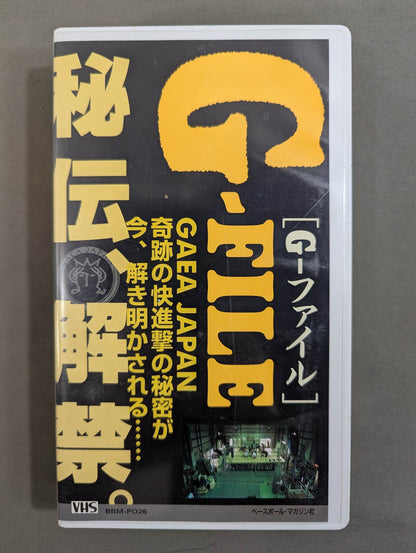 G-FILE
[G-ファイル]
GAEA JAPAN
奇跡の快進撃の秘密が
今、解き明かされる……
秘伝、解禁。
VHS
BBM-PO26
ベースボール・マガジン社